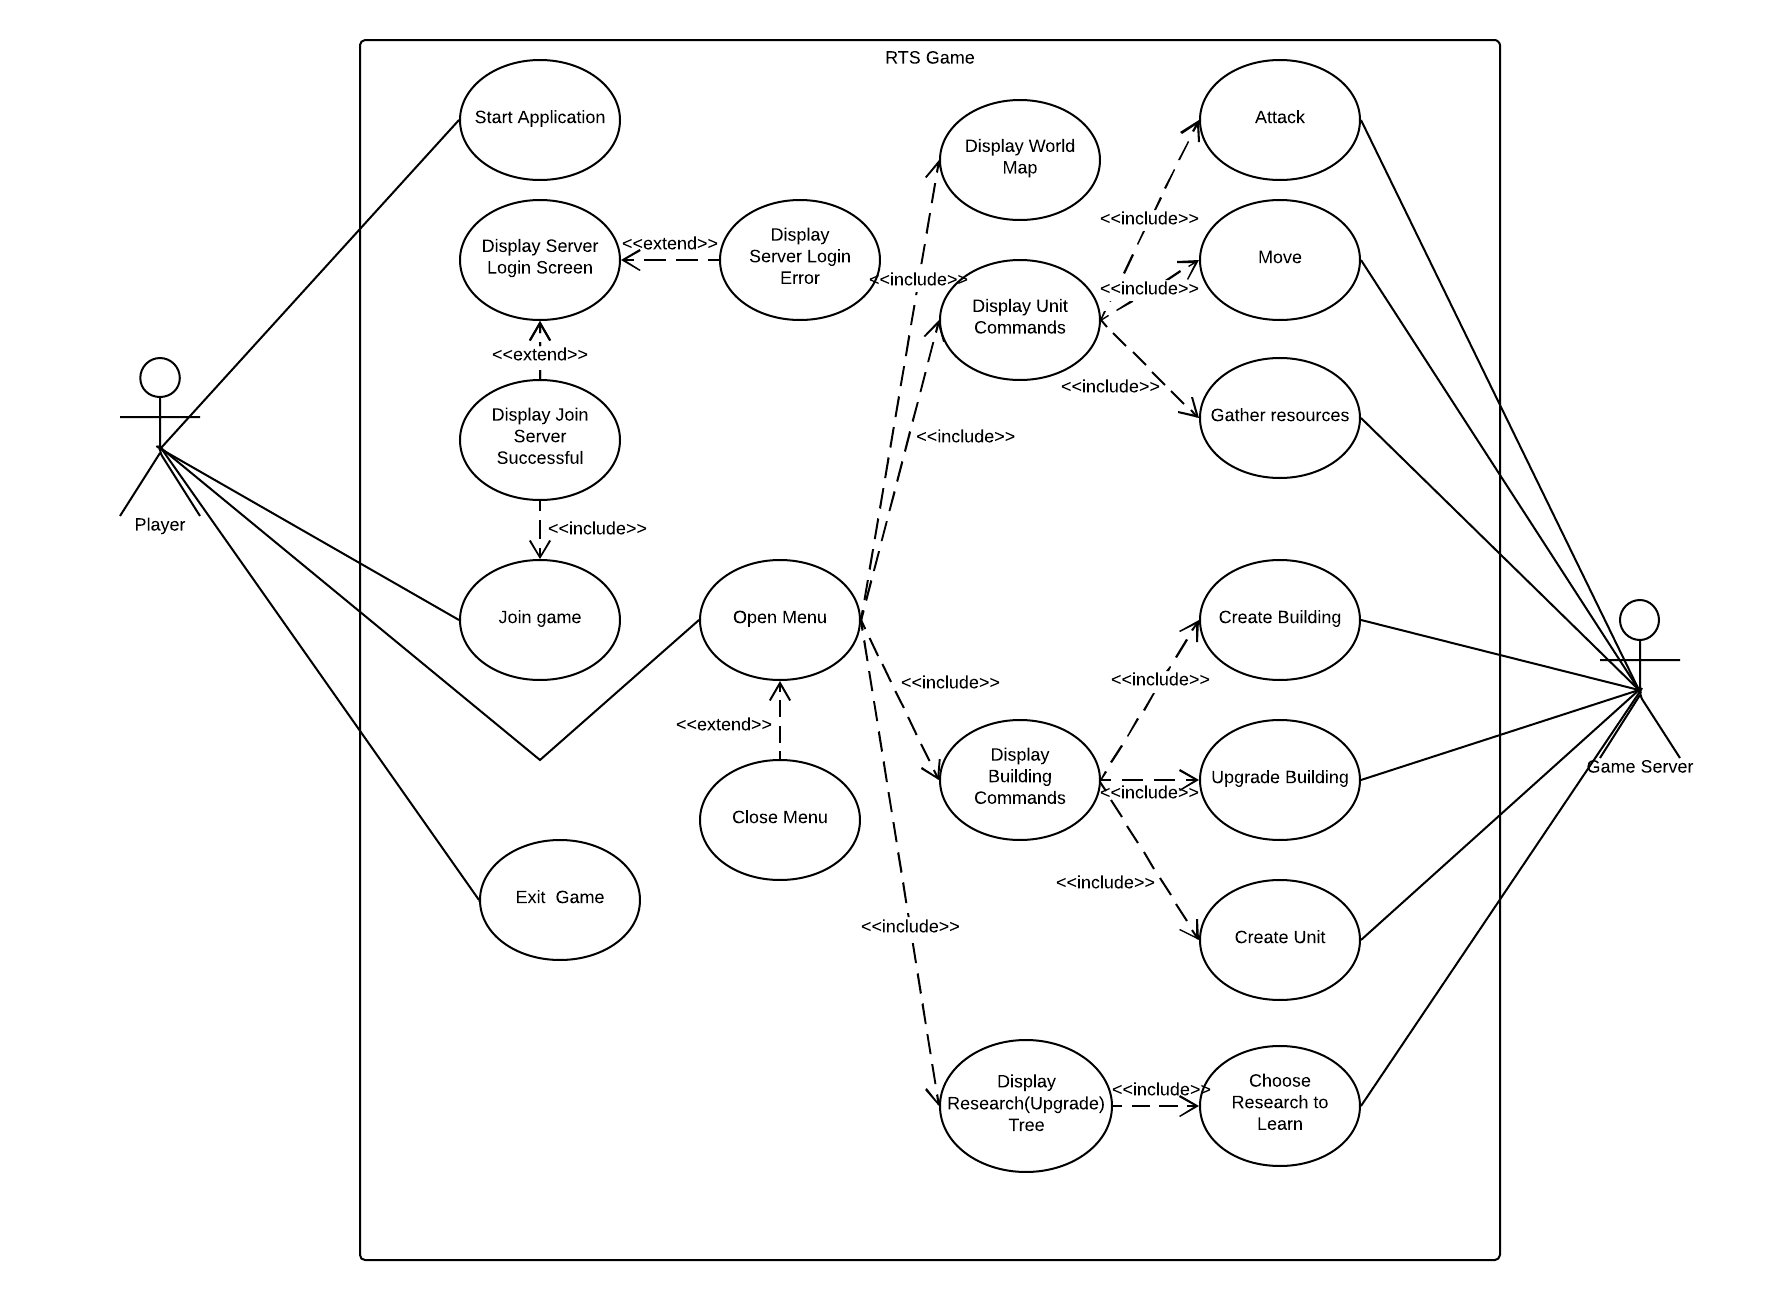 RTS Game
Start Application
Attack
Display World
Map
<<include>>
Display Server
Login Screen
<<extend>>
Display
Server Login
Error
<<include>>
Move
<<include>>
Display Unit
Commands
<<extend>>
<<include>>
Display Join
Server
Successful
<<include>>
Gather resources
Player
<<include>>
Join game
Open Menu
Create Building
<<include>>
<<include>>
<<extend>>
Display
Building
Commands
<<include>>
Upgrade Building
Game Server
Close Menu
<<include>>
Exit  Game
<<include>>
Create Unit
Display
Research(Upgrade)
Tree
<<include>>
Choose
Research to
Learn